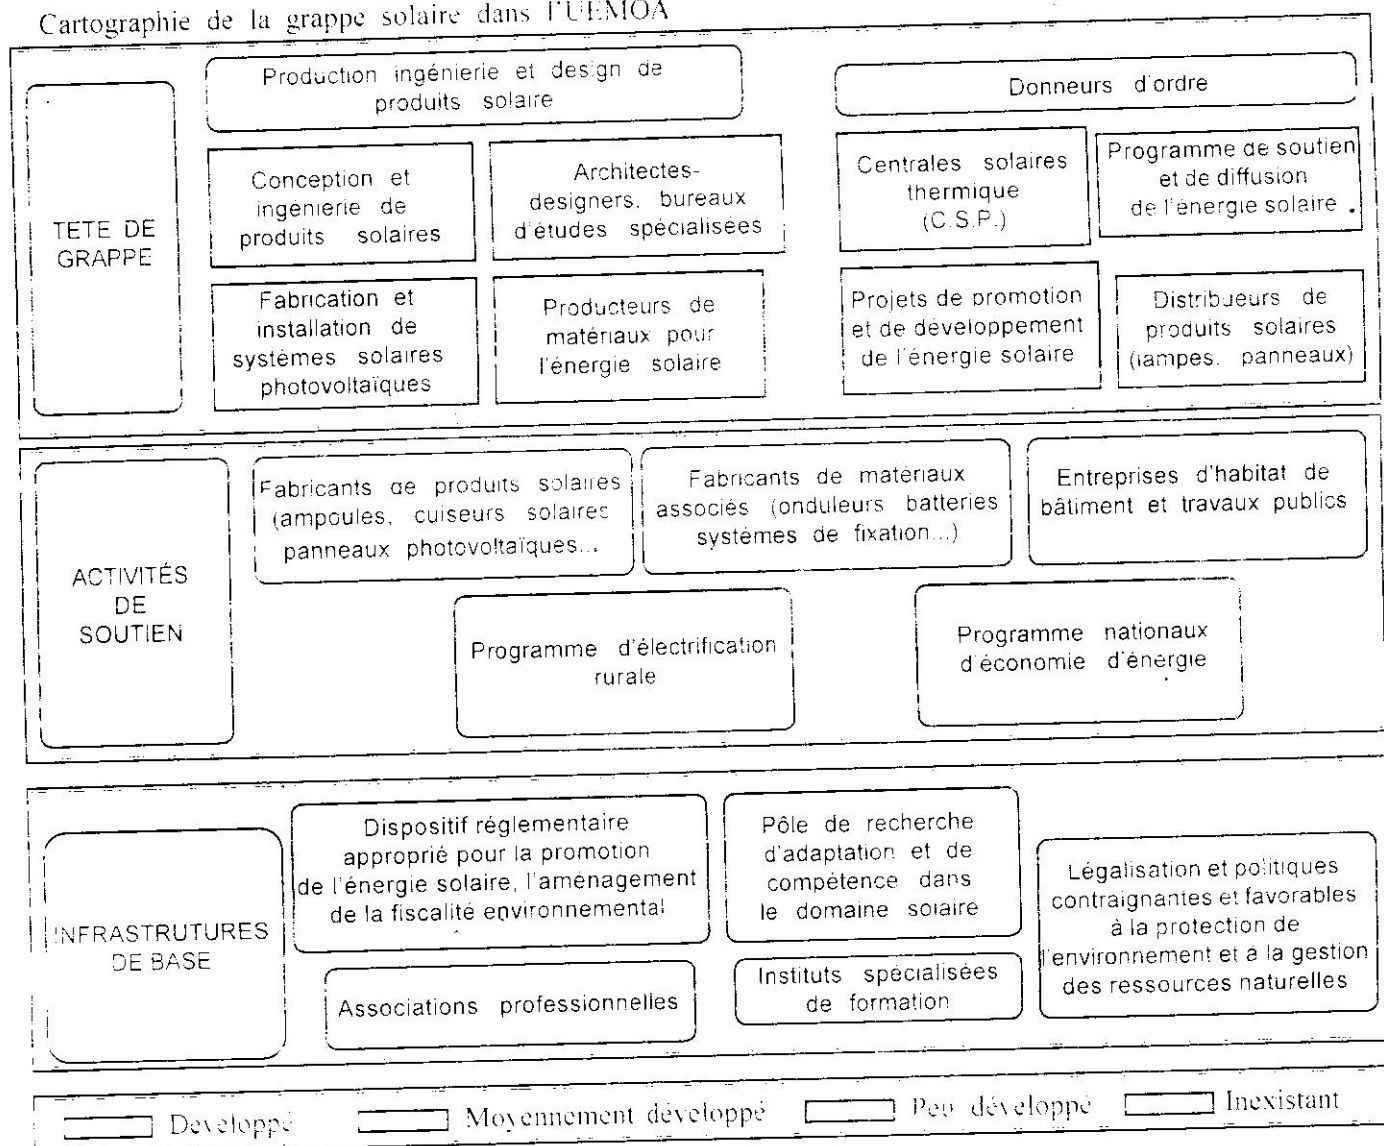 Cartographie de la grappe solaire dans l'UEMOA
Production ingénierie et design de
produits solaire
Donneurs d'ordre
TETE DE
GRAPPE
Conception et
ingénierie de
produits solaires
Architectes-
designers, bureaux
d'études spécialisées
Centrales solaires
thermique
(C.S.P.)
Programme de soutien
et de diffusion
de l'énergie solaire
Fabrication et
installation de
systèmes solaires
photovoltaïques
Producteurs de
matériaux pour
l'énergie solaire
Projets de promotion
et de développement
de l'énergie solaire
Distribueurs de
produits solaires
(lampes, panneaux)
ACTIVITÉS
DE
SOUTIEN
Fabricants de produits solaires
(ampoules, cuiseurs solaires
panneaux photovoltaïques...
Fabricants de matériaux
associés (onduleurs batteries
systèmes de fixation...)
Entreprises d'habitat de
bâtiment et travaux publics
Programme d'électrification
rurale
Programme nationaux
d'économie d'énergie
INFRASTRUTURES
DE BASE
Dispositif réglementaire
approprié pour la promotion
de l'énergie solaire, l'aménagement
de la fiscalité environnemental
Pôle de recherche
d'adaptation et de
compétence dans
le domaine solaire
Légalisation et politiques
contraignantes et favorables
à la protection de
l'environnement et à la gestion
des ressources naturelles
Associations professionnelles
Instituts spécialisées
de formation
Developpé
Moyennement développé
Peu développé
Inexistant